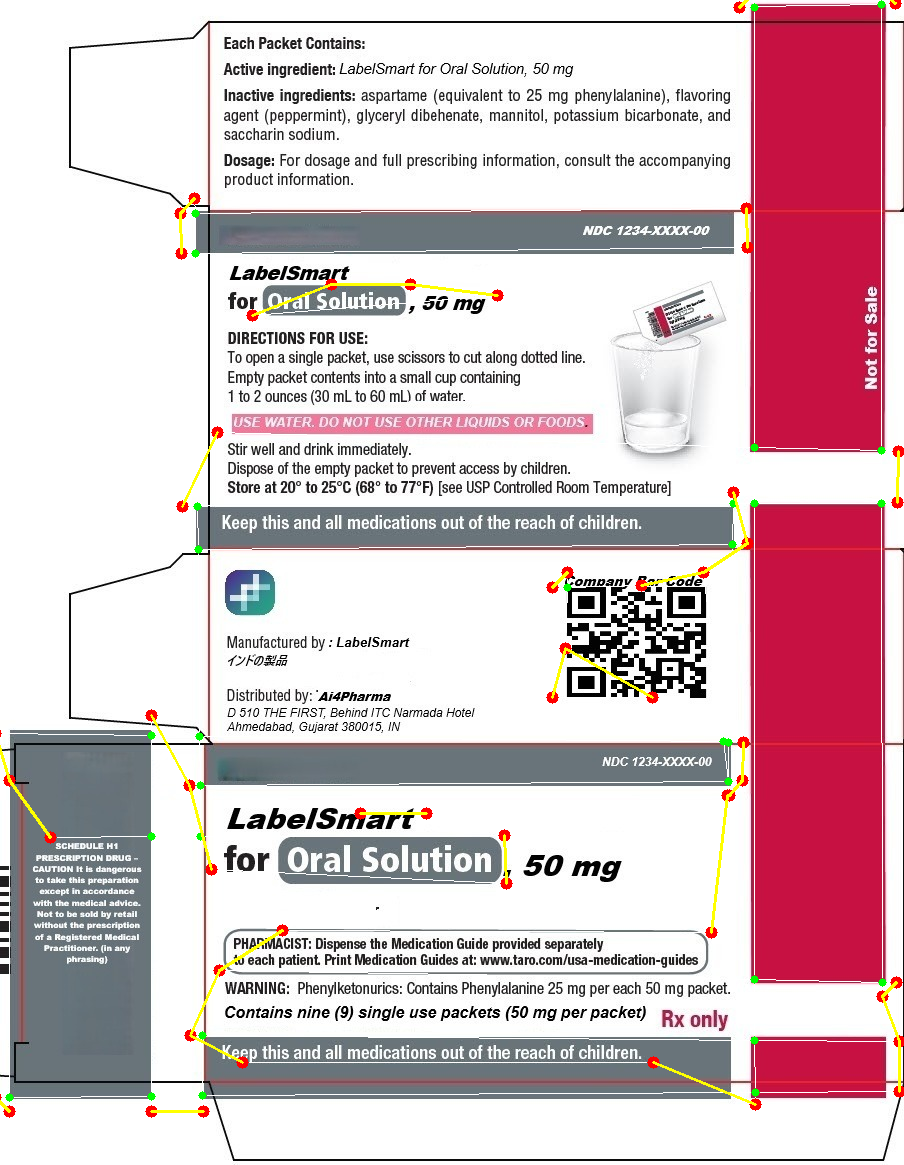 Each Packet Contains:
Active ingredient: LabelSmart for Oral Solution, 50 mg
Inactive ingredients: aspartame (equivalent to 25 mg phenylalanine), flavoring
agent (peppermint), glyceryl dibehenate, mannitol, potassium bicarbonate, and
saccharin sodium.
Dosage: For dosage and full prescribing information, consult the accompanying
product information.
NDC 1234-XXXX-00
LabelSmart
for Oral Solution, 50 mg
DIRECTIONS FOR USE:
To open a single packet, use scissors to cut along dotted line.
Empty packet contents into a small cup containing
1 to 2 ounces (30 mL to 60 mL) of water.
USE WATER. DO NOT USE OTHER LIQUIDS OR FOODS.
Stir well and drink immediately.
Dispose of the empty packet to prevent access by children.
Store at 20° to 25°C (68° to 77°F) [see USP Controlled Room Temperature]
Keep this and all medications out of the reach of children.
Not for Sale
Company Bar Code
Manufactured by : LabelSmart
インドの製品
Distributed by: Ai4Pharma
D 510 THE FIRST, Behind ITC Narmada Hotel
Ahmedabad, Gujarat 380015, IN
NDC 1234-XXXX-00
LabelSmart
for Oral Solution, 50 mg
PHARMACIST: Dispense the Medication Guide provided separately
to each patient. Print Medication Guides at: www.taro.com/usa-medication-guides
WARNING: Phenylketonurics: Contains Phenylalanine 25 mg per each 50 mg packet.
Contains nine (9) single use packets (50 mg per packet)
Rx only
Keep this and all medications out of the reach of children.
SCHEDULE H1
PRESCRIPTION DRUG –
CAUTION It is dangerous
to take this preparation
except in accordance
with the medical advice.
Not to be sold by retail
without the prescription
of a Registered Medical
Practitioner. (in any
phrasing)